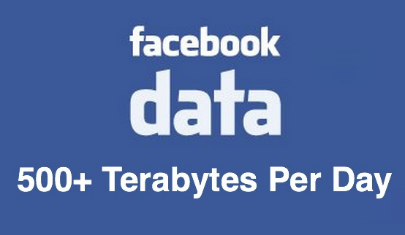 facebook
data
500+ Terabytes Per Day